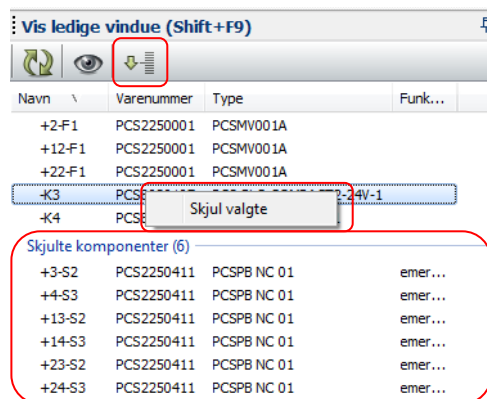 Vis ledige vindue (Shift+F9)
Navn Varenummer Type Funk...
+2-F1 PCS2250001 PCSMV001A
+12-F1 PCS2250001 PCSMV001A
+22-F1 PCS2250001 PCSMV001A
-K3 -24V-1
-K4
Skjul valgte
Skjulte komponenter (6)
+3-S2 PCS2250411 PCSPB NC 01 emer...
+4-S3 PCS2250411 PCSPB NC 01 emer...
+13-S2 PCS2250411 PCSPB NC 01 emer...
+14-S3 PCS2250411 PCSPB NC 01 emer...
+23-S2 PCS2250411 PCSPB NC 01 emer...
+24-S3 PCS2250411 PCSPB NC 01 emer...